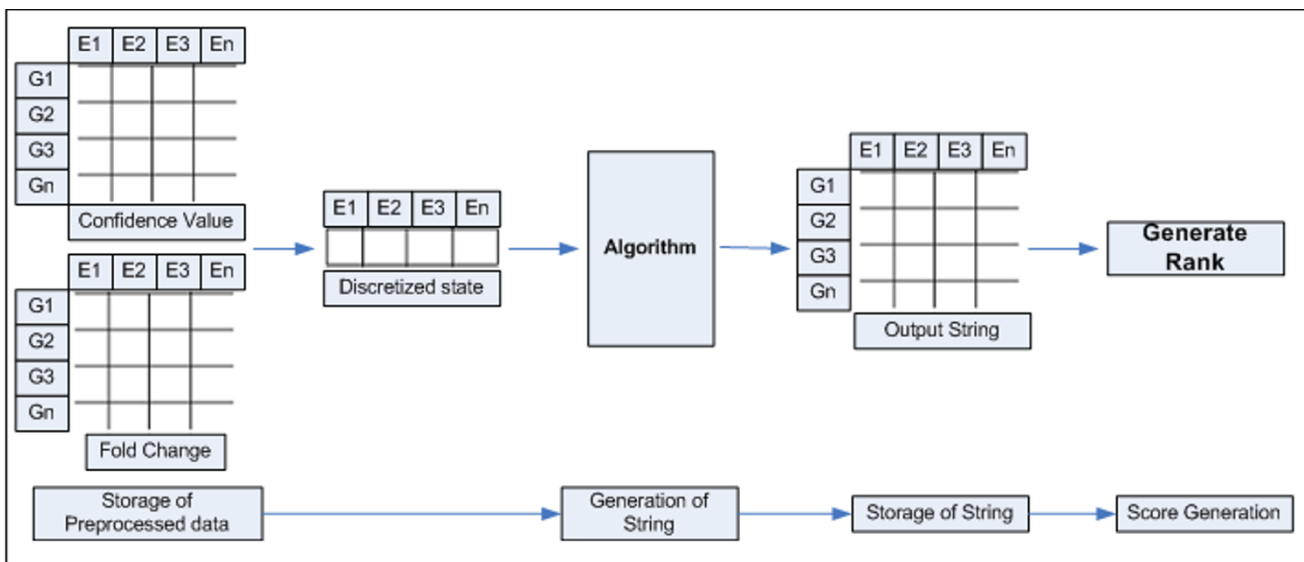 E1 E2 E3 En
G1
G2
G3
Gn
Confidence Value
E1 E2 E3 En
G1
G2
G3
Gn
Fold Change
E1 E2 E3 En
Discretized state
Algorithm
E1 E2 E3 En
G1
G2
G3
Gn
Output String
Generate
Rank
Storage of
Preprocessed data
Generation of
String
Storage of String
Score Generation